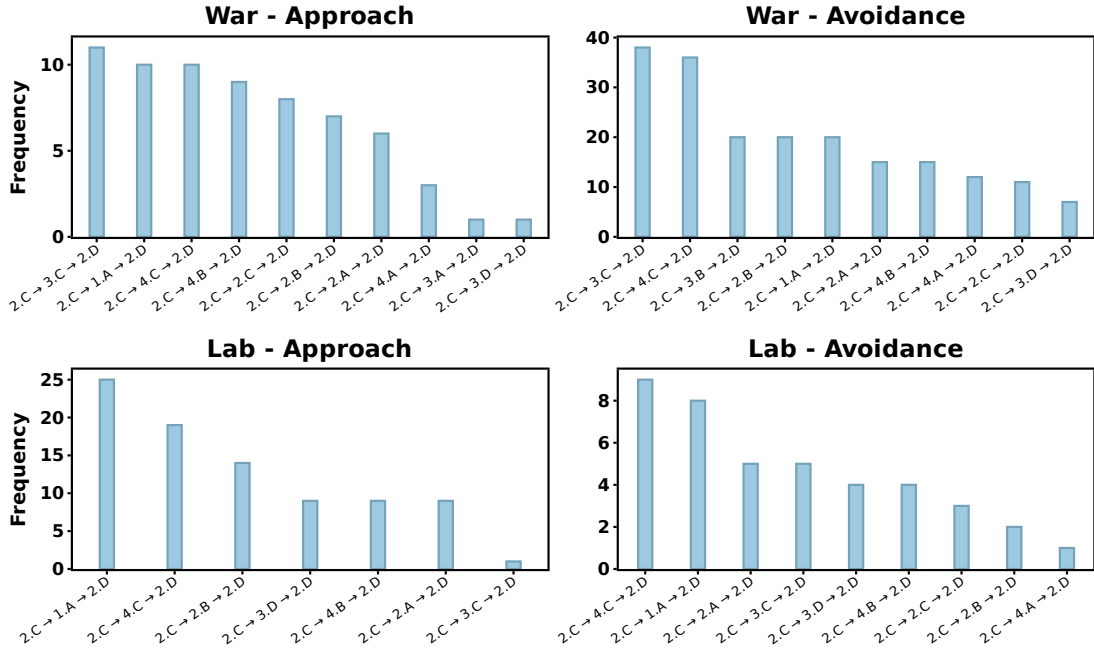 War - Approach
Frequency
10
5
0
2.C → 3.C → 2.D
2.C → 1.A → 2.D
2.C → 4.C → 2.D
2.C → 4.B → 2.D
2.C → 2.C → 2.D
2.C → 2.B → 2.D
2.C → 2.A → 2.D
2.C → 4.A → 2.D
2.C → 3.A → 2.D
2.C → 3.D → 2.D
War - Avoidance
40
30
20
10
0
2.C → 3.C → 2.D
2.C → 4.C → 2.D
2.C → 3.B → 2.D
2.C → 2.B → 2.D
2.C → 1.A → 2.D
2.C → 2.A → 2.D
2.C → 4.B → 2.D
2.C → 4.A → 2.D
2.C → 2.C → 2.D
2.C → 3.D → 2.D
Lab - Approach
Frequency
25
20
15
10
5
0
2.C → 1.A → 2.D
2.C → 4.C → 2.D
2.C → 2.B → 2.D
2.C → 3.D → 2.D
2.C → 4.B → 2.D
2.C → 2.A → 2.D
2.C → 3.C → 2.D
Lab - Avoidance
8
6
4
2
0
2.C → 4.C → 2.D
2.C → 1.A → 2.D
2.C → 2.A → 2.D
2.C → 3.C → 2.D
2.C → 3.D → 2.D
2.C → 4.B → 2.D
2.C → 2.C → 2.D
2.C → 2.B → 2.D
2.C → 4.A → 2.D